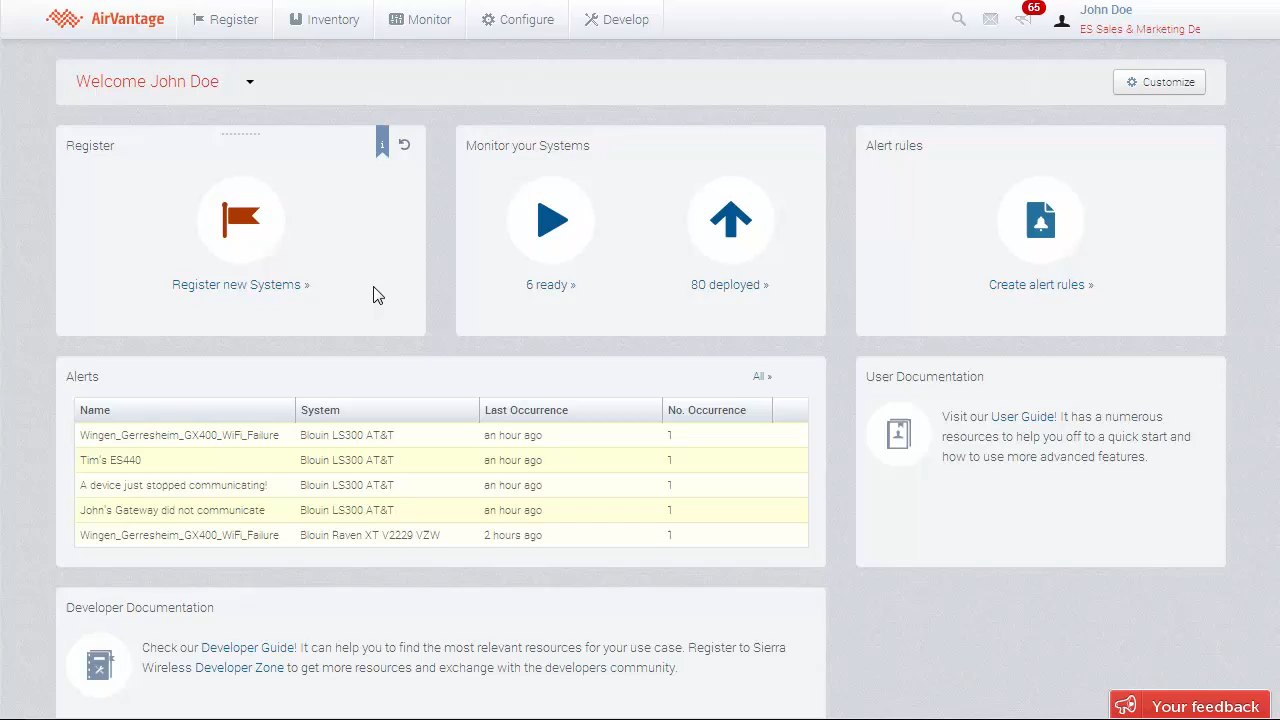 AirVantage
Register
Inventory
Monitor
Configure
Develop
65
John Doe
ES Sales & Marketing De
Welcome John Doe
Customize
Register
i
Monitor your Systems
Alert rules
Register new Systems »
6 ready »
80 deployed »
Create alert rules »
Alerts
All »
Name System Last Occurrence No. Occurrence
Wingen_Gerresheim_GX400_WiFi_Failure Blouin LS300 AT&T an hour ago 1
Tim's ES440 Blouin LS300 AT&T an hour ago 1
A device just stopped communicating! Blouin LS300 AT&T an hour ago 1
John's Gateway did not communicate Blouin LS300 AT&T an hour ago 1
Wingen_Gerresheim_GX400_WiFi_Failure Blouin Raven XT V2229 VZW 2 hours ago 1
User Documentation
Visit our User Guide! It has a numerous
resources to help you off to a quick start and
how to use more advanced features.
Developer Documentation
Check our Developer Guide! It can help you to find the most relevant resources for your use case. Register to Sierra
Wireless Developer Zone to get more resources and exchange with the developers community.
Your feedback